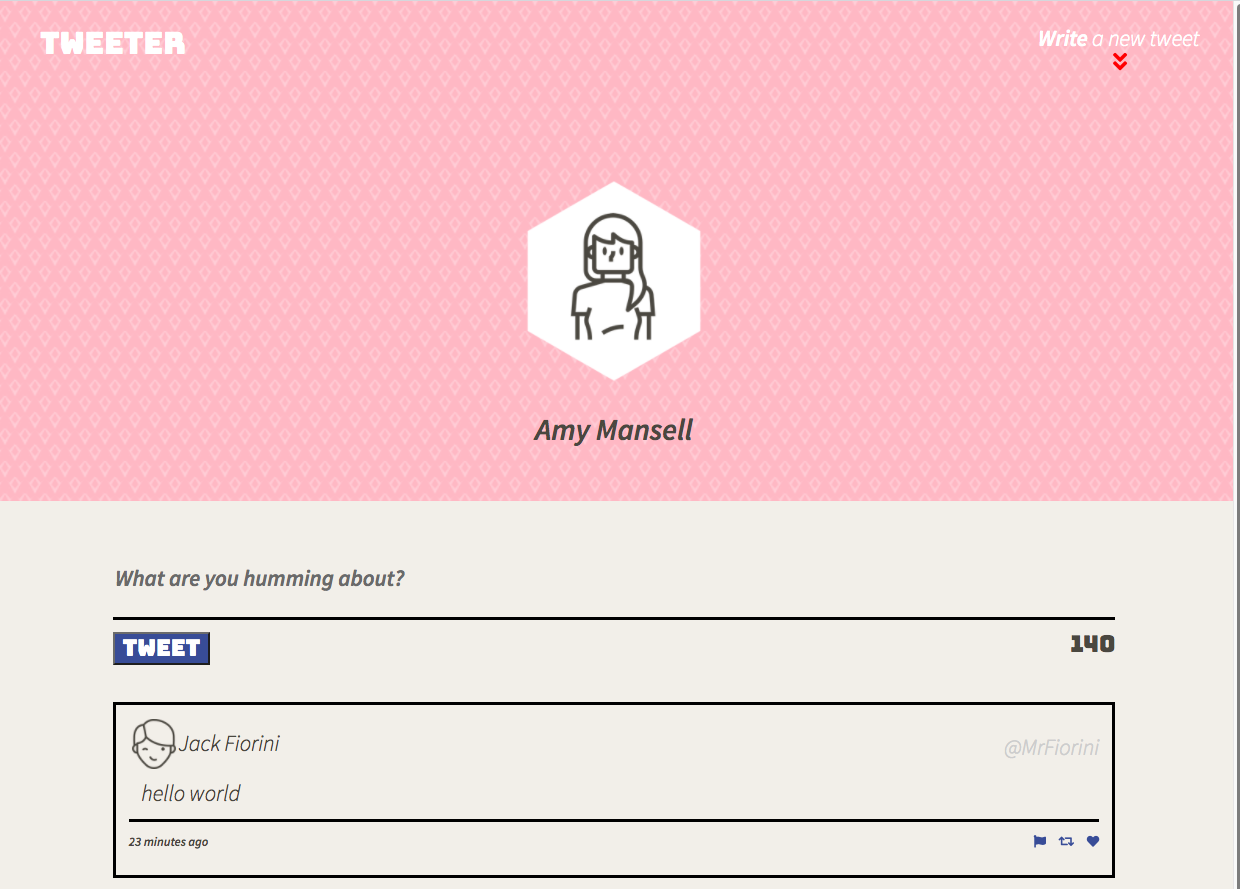 TWEETER
Write a new tweet
Amy Mansell
What are you humming about?
TWEET
140
Jack Fiorini
@MrFiorini
hello world
23 minutes ago